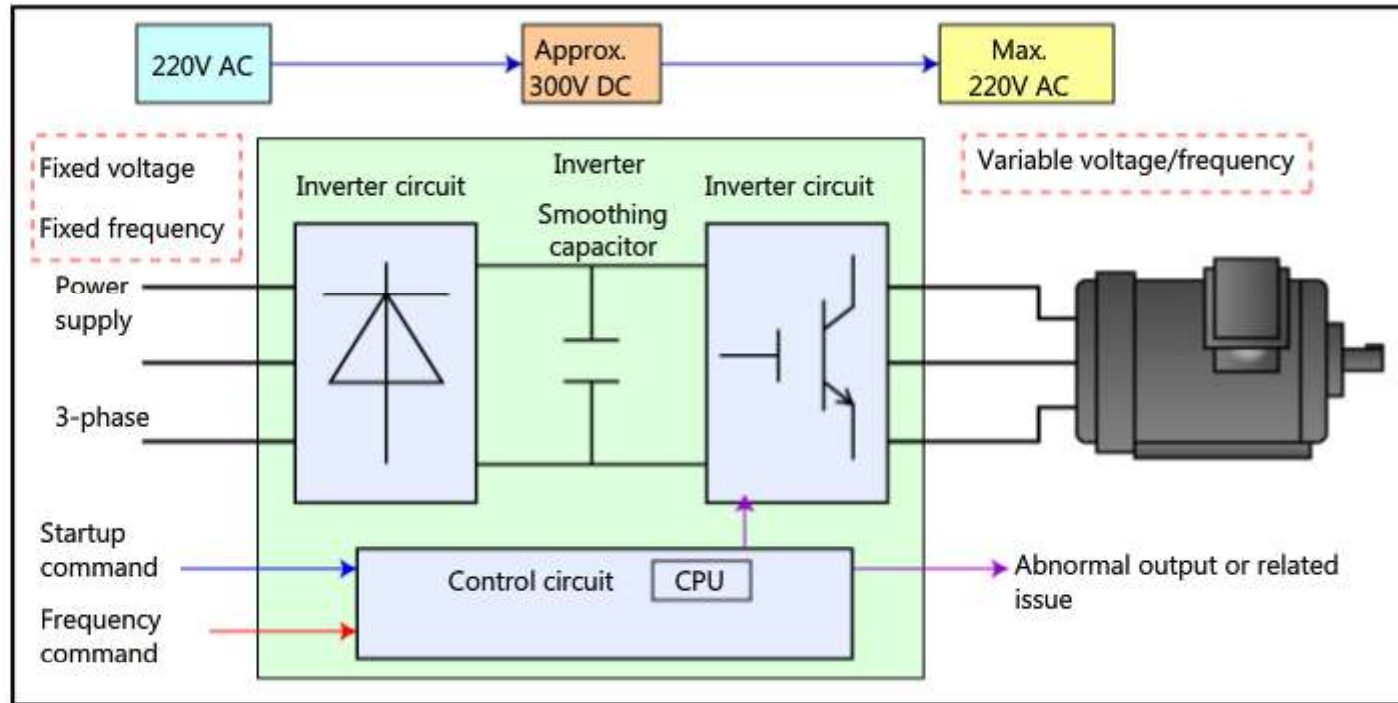 220V AC
Approx.
300V DC
Max.
220V AC
Fixed voltage
Fixed frequency
Inverter
Inverter circuit
Inverter circuit
Smoothing
capacitor
Variable voltage/frequency
Power
supply
3-phase
Startup
command
Frequency
command
Control circuit
CPU
Abnormal output or related
issue